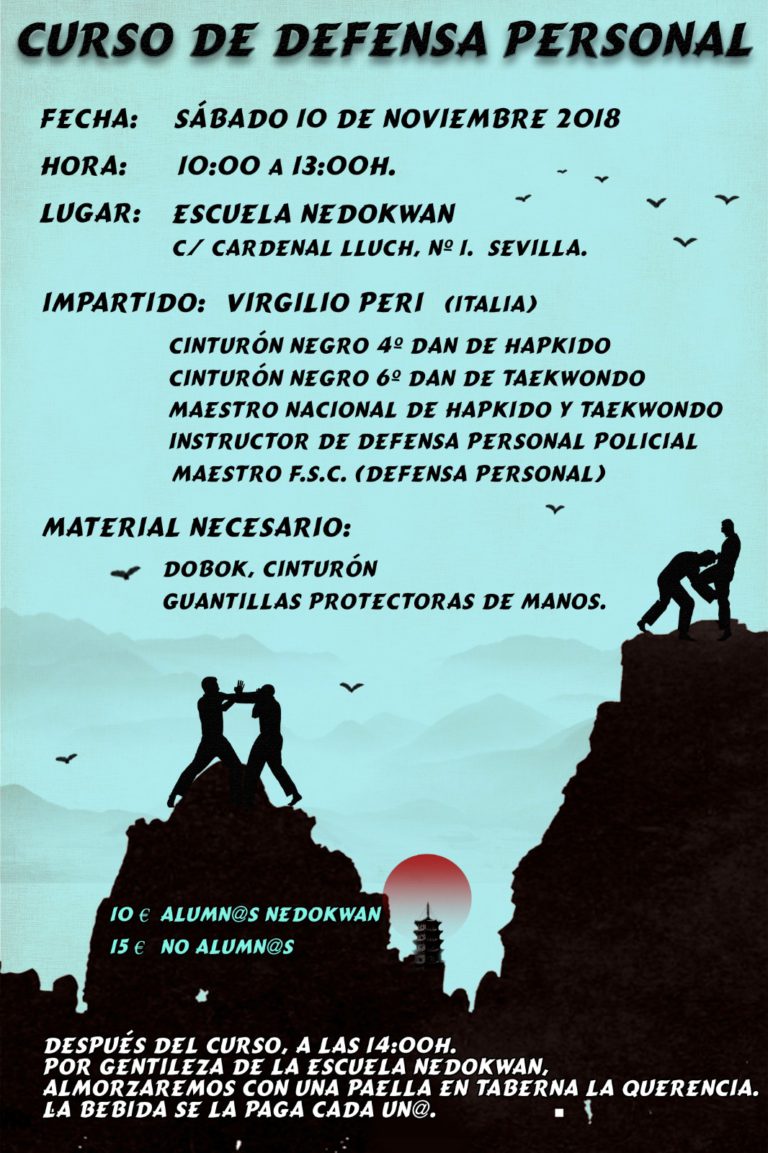 CURSO DE DEFENSA PERSONAL
FECHA: SÁBADO 10 DE NOVIEMBRE 2018
HORA: 10:00 A 13:00H.
LUGAR: ESCUELA NEDOKWAN
C/ CARDENAL LLUCH, Nº 1. SEVILLA.
IMPARTIDO: VIRGILIO PERI (ITALIA)
CINTURÓN NEGRO 4º DAN DE HAPKIDO
CINTURÓN NEGRO 6º DAN DE TAEKWONDO
MAESTRO NACIONAL DE HAPKIDO Y TAEKWONDO
INSTRUCTOR DE DEFENSA PERSONAL POLICIAL
MAESTRO F.S.C. (DEFENSA PERSONAL)
MATERIAL NECESARIO:
DOBOK, CINTURÓN
GUANTILLAS PROTECTORAS DE MANOS.
10 € ALUMN@S NEDOKWAN
15 € NO ALUMN@S
DESPUÉS DEL CURSO, A LAS 14:00H.
POR GENTILEZA DE LA ESCUELA NEDOKWAN,
ALMORZAREMOS CON UNA PAELLA EN TABERNA LA QUERENCIA.
LA BEBIDA SE LA PAGA CADA UN@.